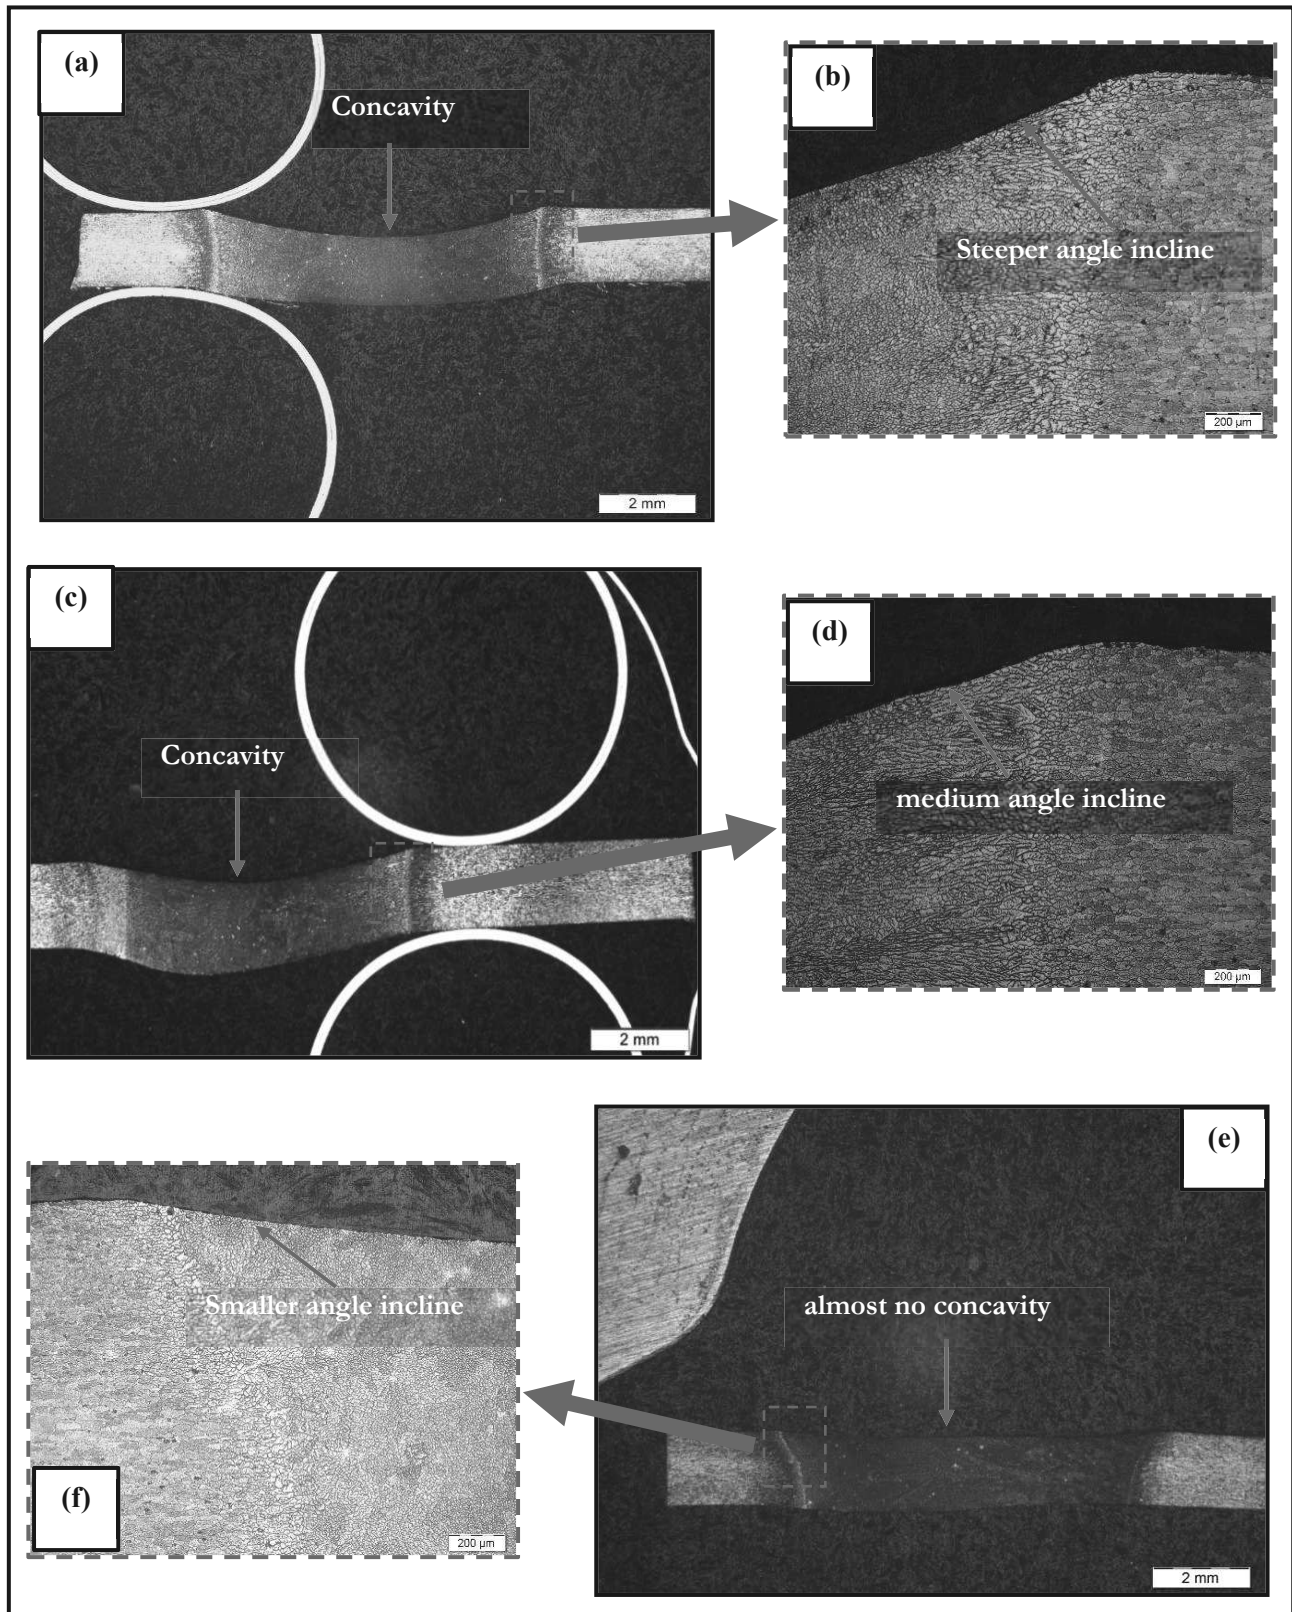 (a)
Concavity
2 mm
(b)
Steeper angle incline
200 µm
(c)
Concavity
2 mm
(d)
medium angle incline
200 µm
(e)
almost no concavity
2 mm
Smaller angle incline
(f)
200 µm